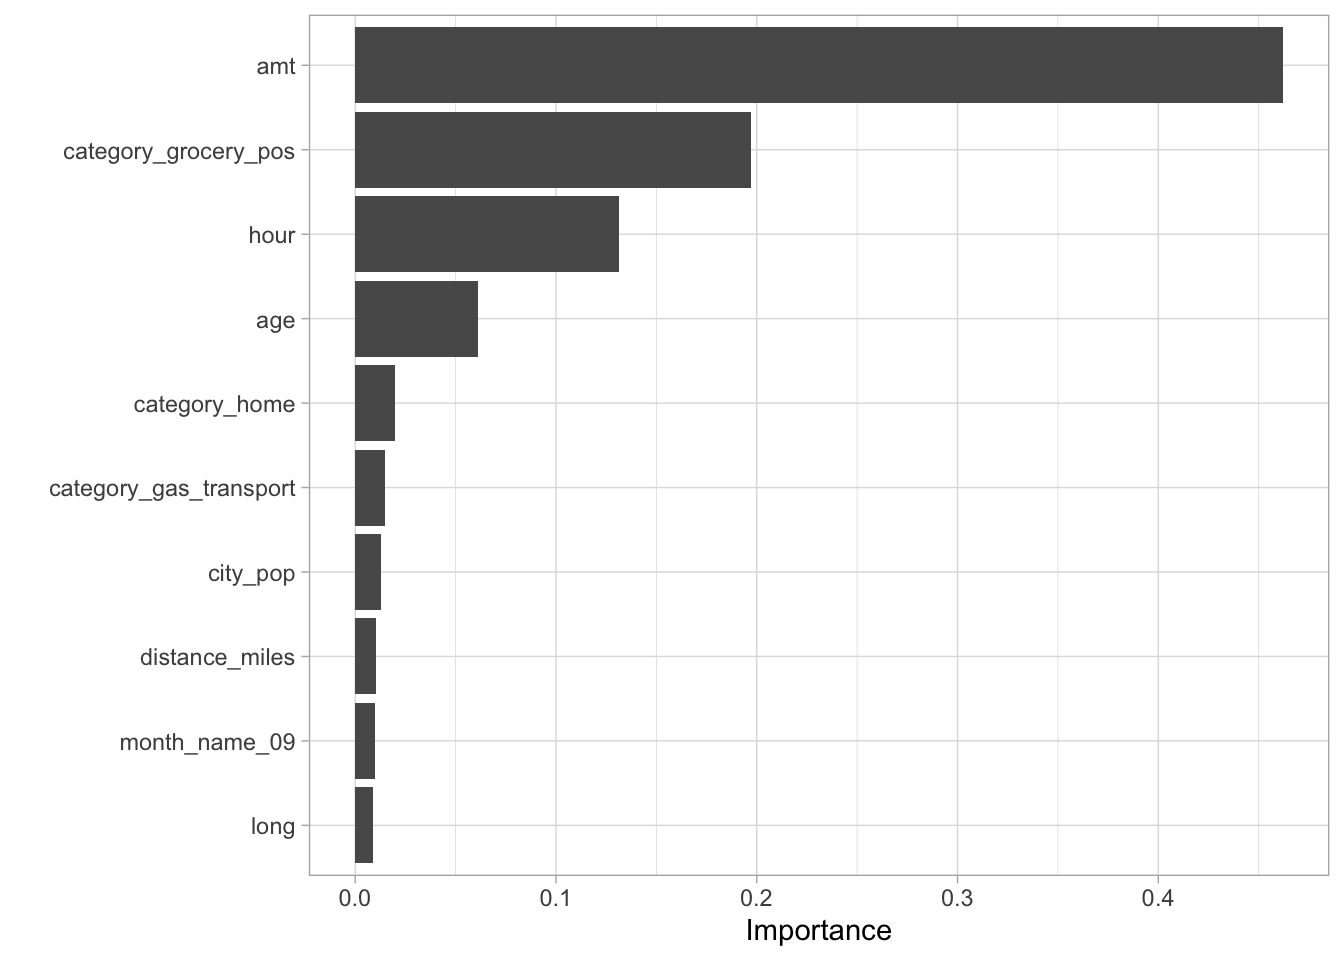 amt
category_grocery_pos
hour
age
category_home
category_gas_transport
city_pop
distance_miles
month_name_09
long
0.0 0.1 0.2 0.3 0.4
Importance